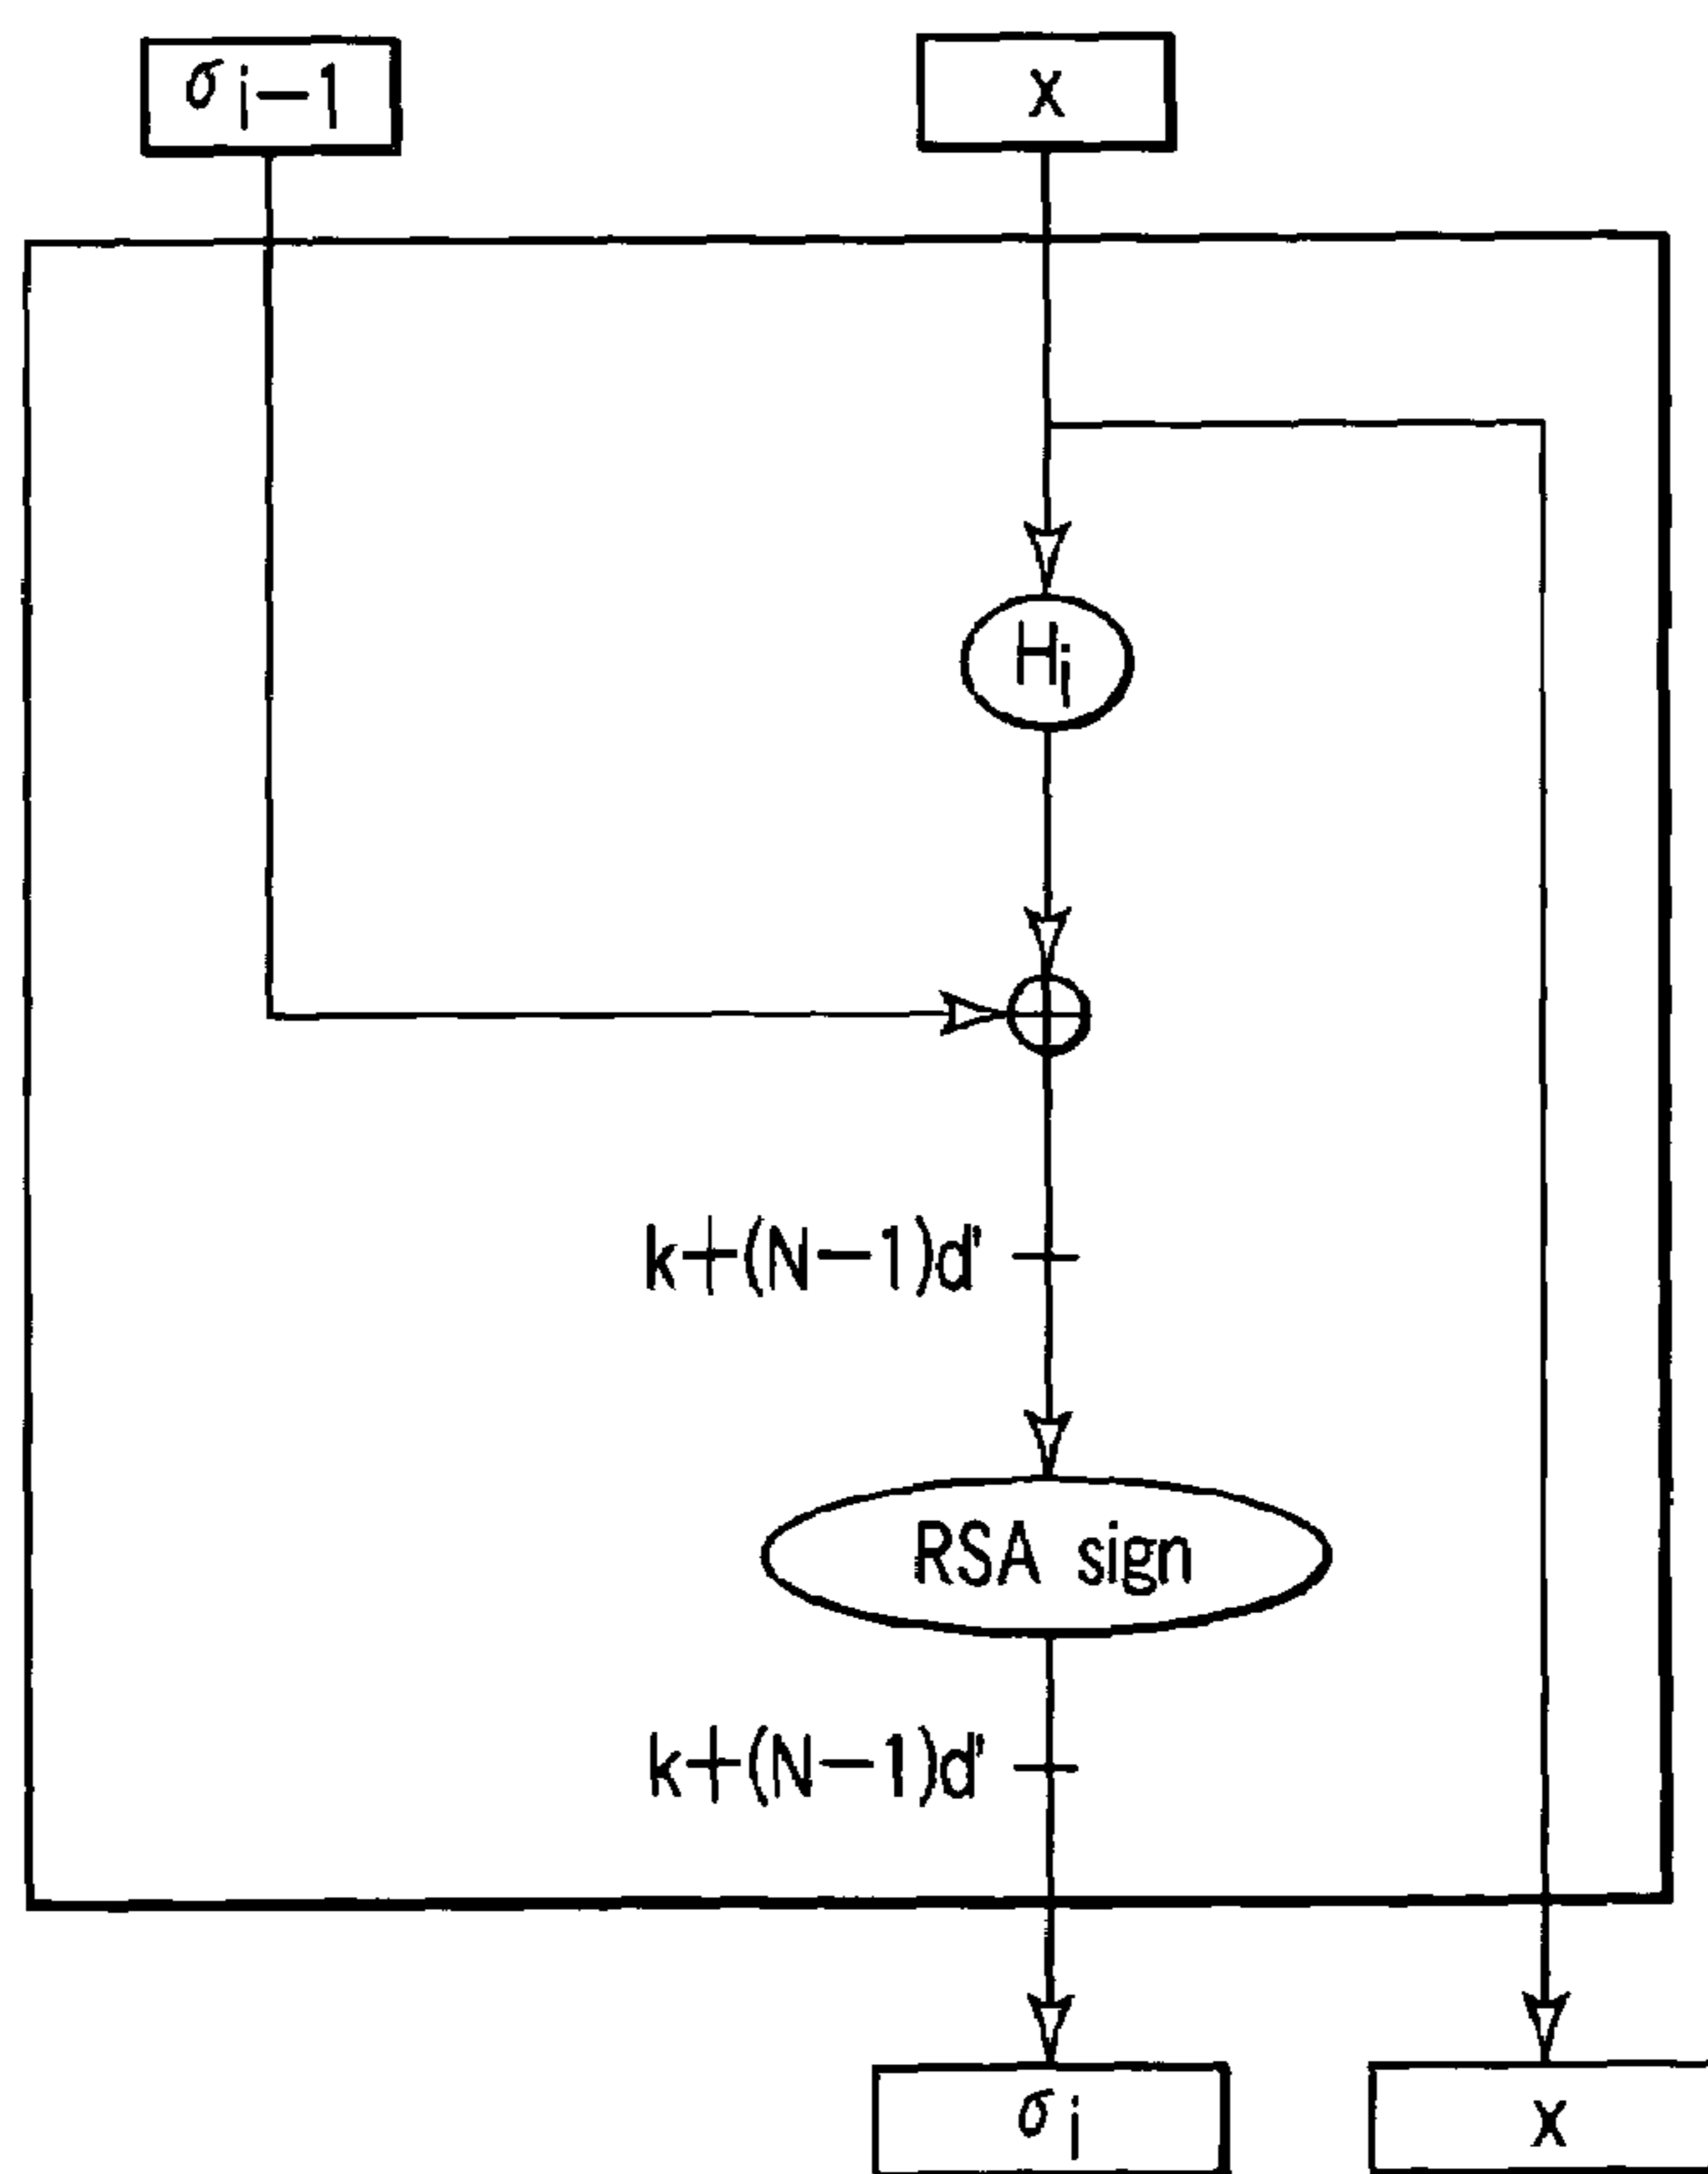 σi−1
x
Hi
k+(N−1)d'
RSA sign
k+(N−1)d'
σi
x